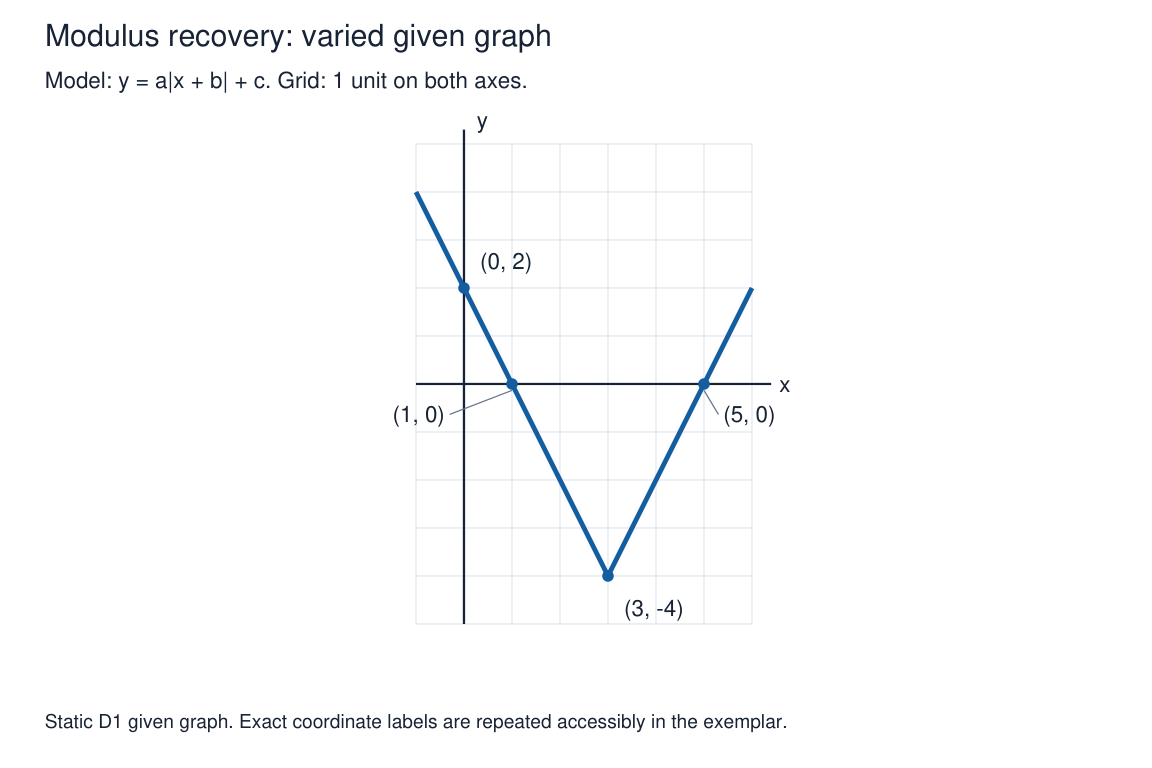 Modulus recovery: varied given graph
Model: y = a|x + b| + c. Grid: 1 unit on both axes.
y
(0, 2)
x
(1, 0)
(5, 0)
(3, -4)
Static D1 given graph. Exact coordinate labels are repeated accessibly in the exemplar.